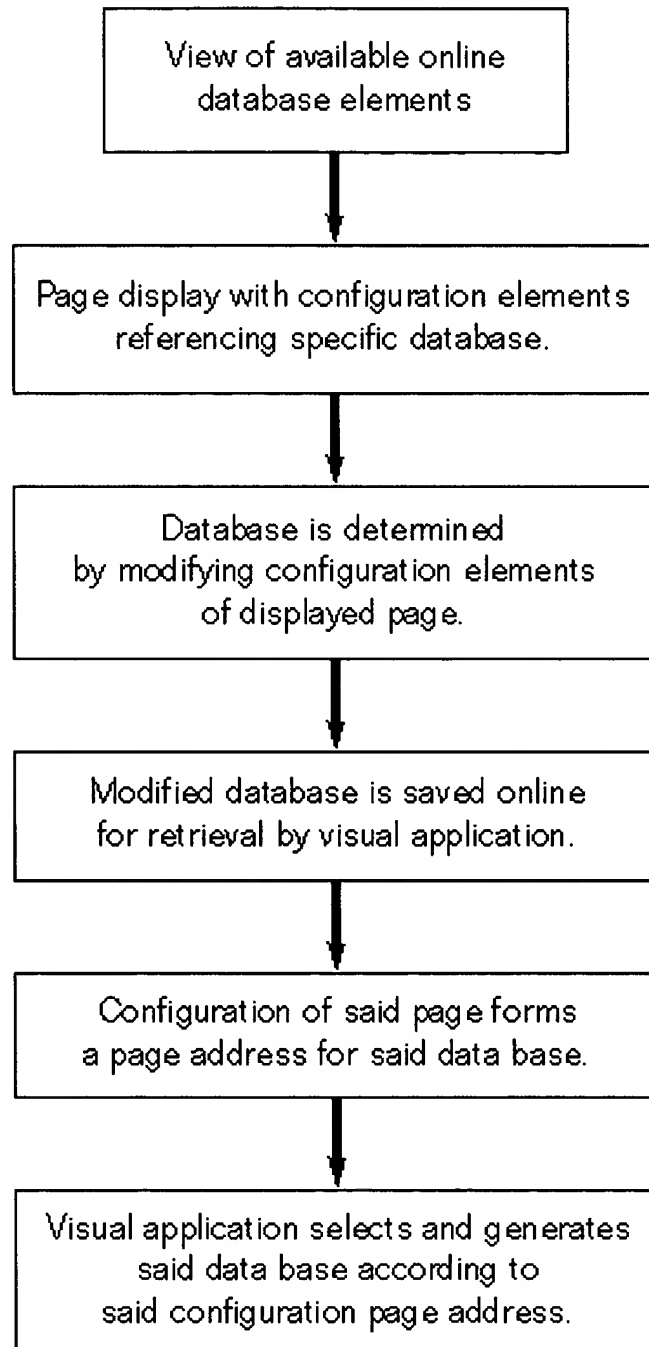 View of available online
database elements
Page display with configuration elements
referencing specific database.
Database is determined
by modifying configuration elements
of displayed page.
Modified database is saved online
for retrieval by visual application.
Configuration of said page forms
a page address for said data base.
Visual application selects and generates
said data base according to
said configuration page address.